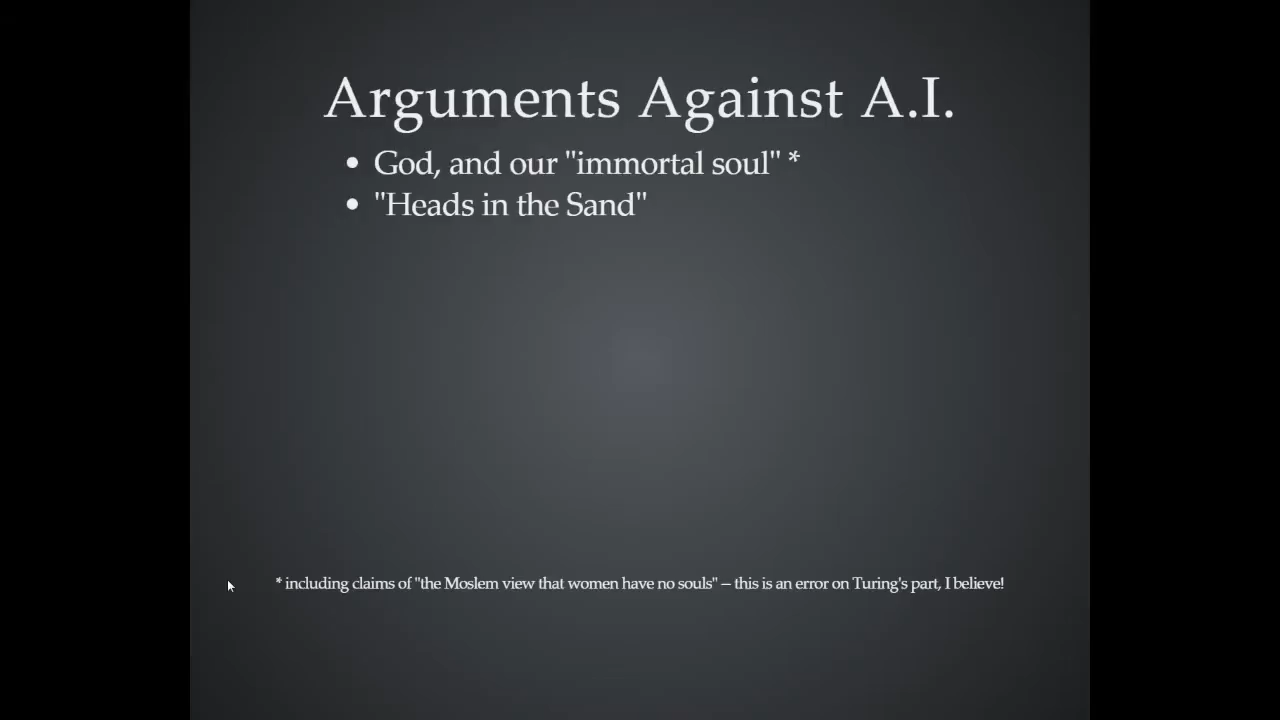 Arguments Against A.I.
• God, and our "immortal soul" *
• "Heads in the Sand"
* including claims of "the Moslem view that women have no souls" – this is an error on Turing's part, I believe!